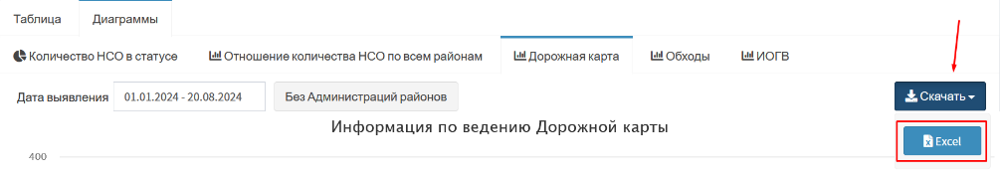 Таблица Диаграммы
Количество НСО в статусе Отношение количества НСО по всем районам Дорожная карта Обходы ИОГВ
Дата выявления 01.01.2024 - 20.08.2024 Без Администраций районов Скачать
Информация по ведению Дорожной карты
Excel
400